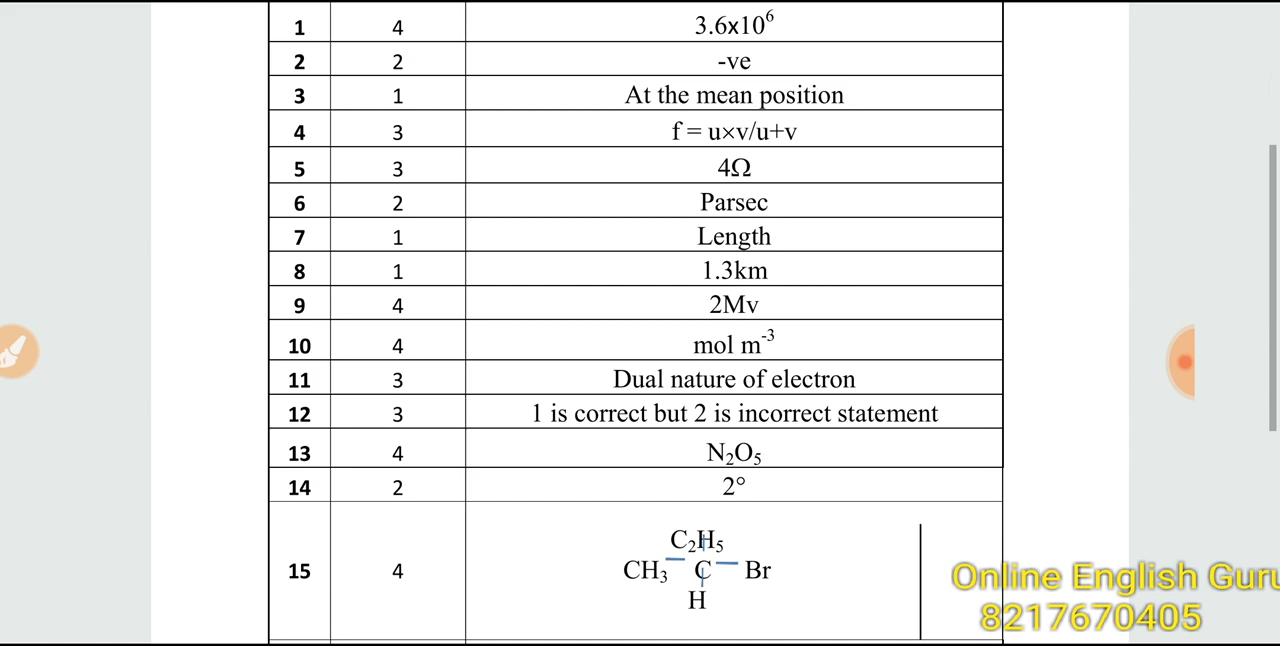 1 4 3.6x10⁶
2 2 -ve
3 1 At the mean position
4 3 f = u×v/u+v
5 3 4Ω
6 2 Parsec
7 1 Length
8 1 1.3km
9 4 2Mv
10 4 mol m⁻³
11 3 Dual nature of electron
12 3 1 is correct but 2 is incorrect statement
13 4 N₂O₅
14 2 2°
C₂H₅
15 4 CH₃ C Br
H
Online English Guru
8217670405